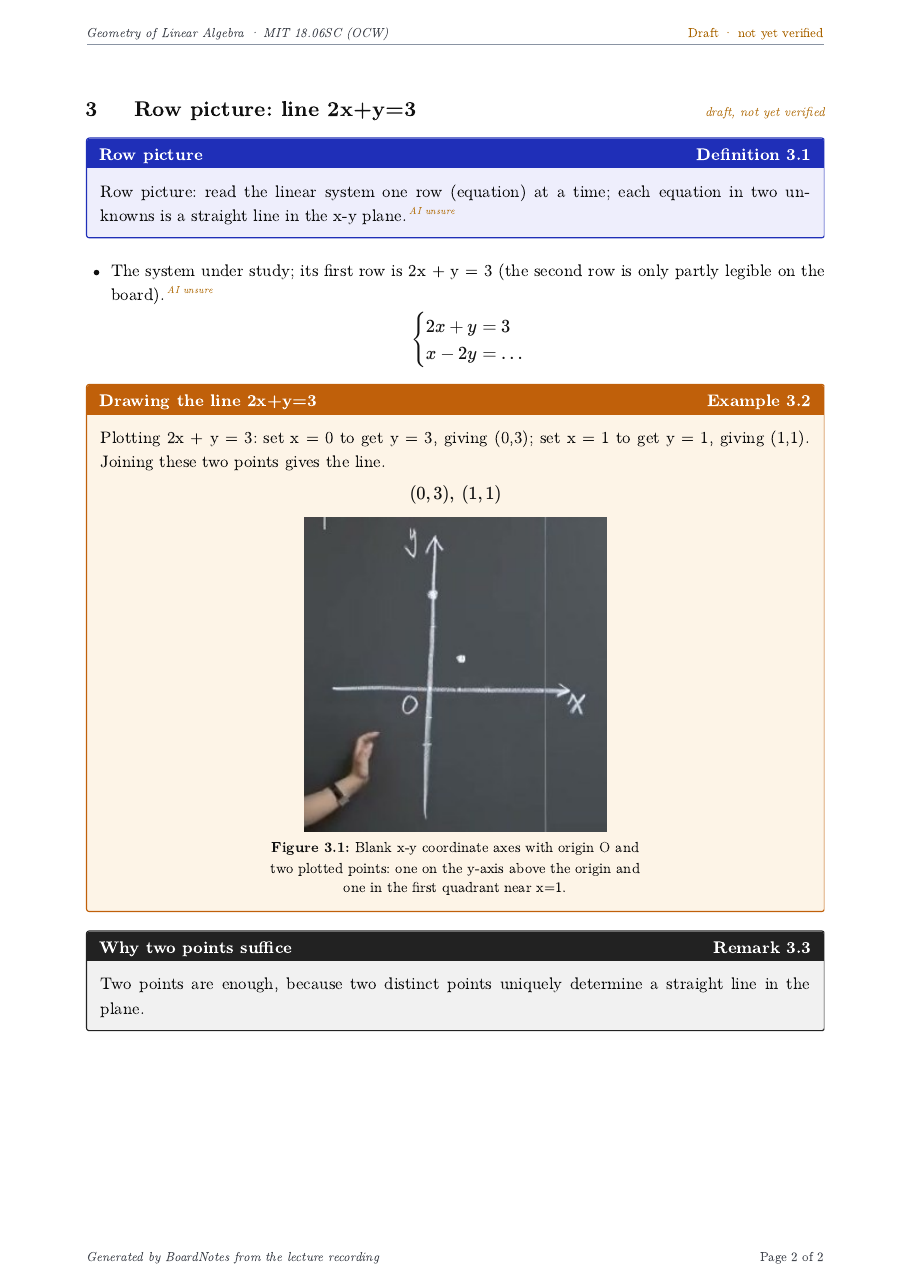 Geometry of Linear Algebra · MIT 18.06SC (OCW)
Draft · not yet verified
3 Row picture: line 2x+y=3
draft, not yet verified
Row picture
Definition 3.1
Row picture: read the linear system one row (equation) at a time; each equation in two un-
knowns is a straight line in the x-y plane. AI unsure
• The system under study; its first row is 2x + y = 3 (the second row is only partly legible on the
board). AI unsure
2x + y = 3
x − 2y = …
Drawing the line 2x+y=3
Example 3.2
Plotting 2x + y = 3: set x = 0 to get y = 3, giving (0,3); set x = 1 to get y = 1, giving (1,1).
Joining these two points gives the line.
(0, 3), (1, 1)
y
O
x
Figure 3.1: Blank x-y coordinate axes with origin O and
two plotted points: one on the y-axis above the origin and
one in the first quadrant near x=1.
Why two points suffice
Remark 3.3
Two points are enough, because two distinct points uniquely determine a straight line in the
plane.
Generated by BoardNotes from the lecture recording
Page 2 of 2